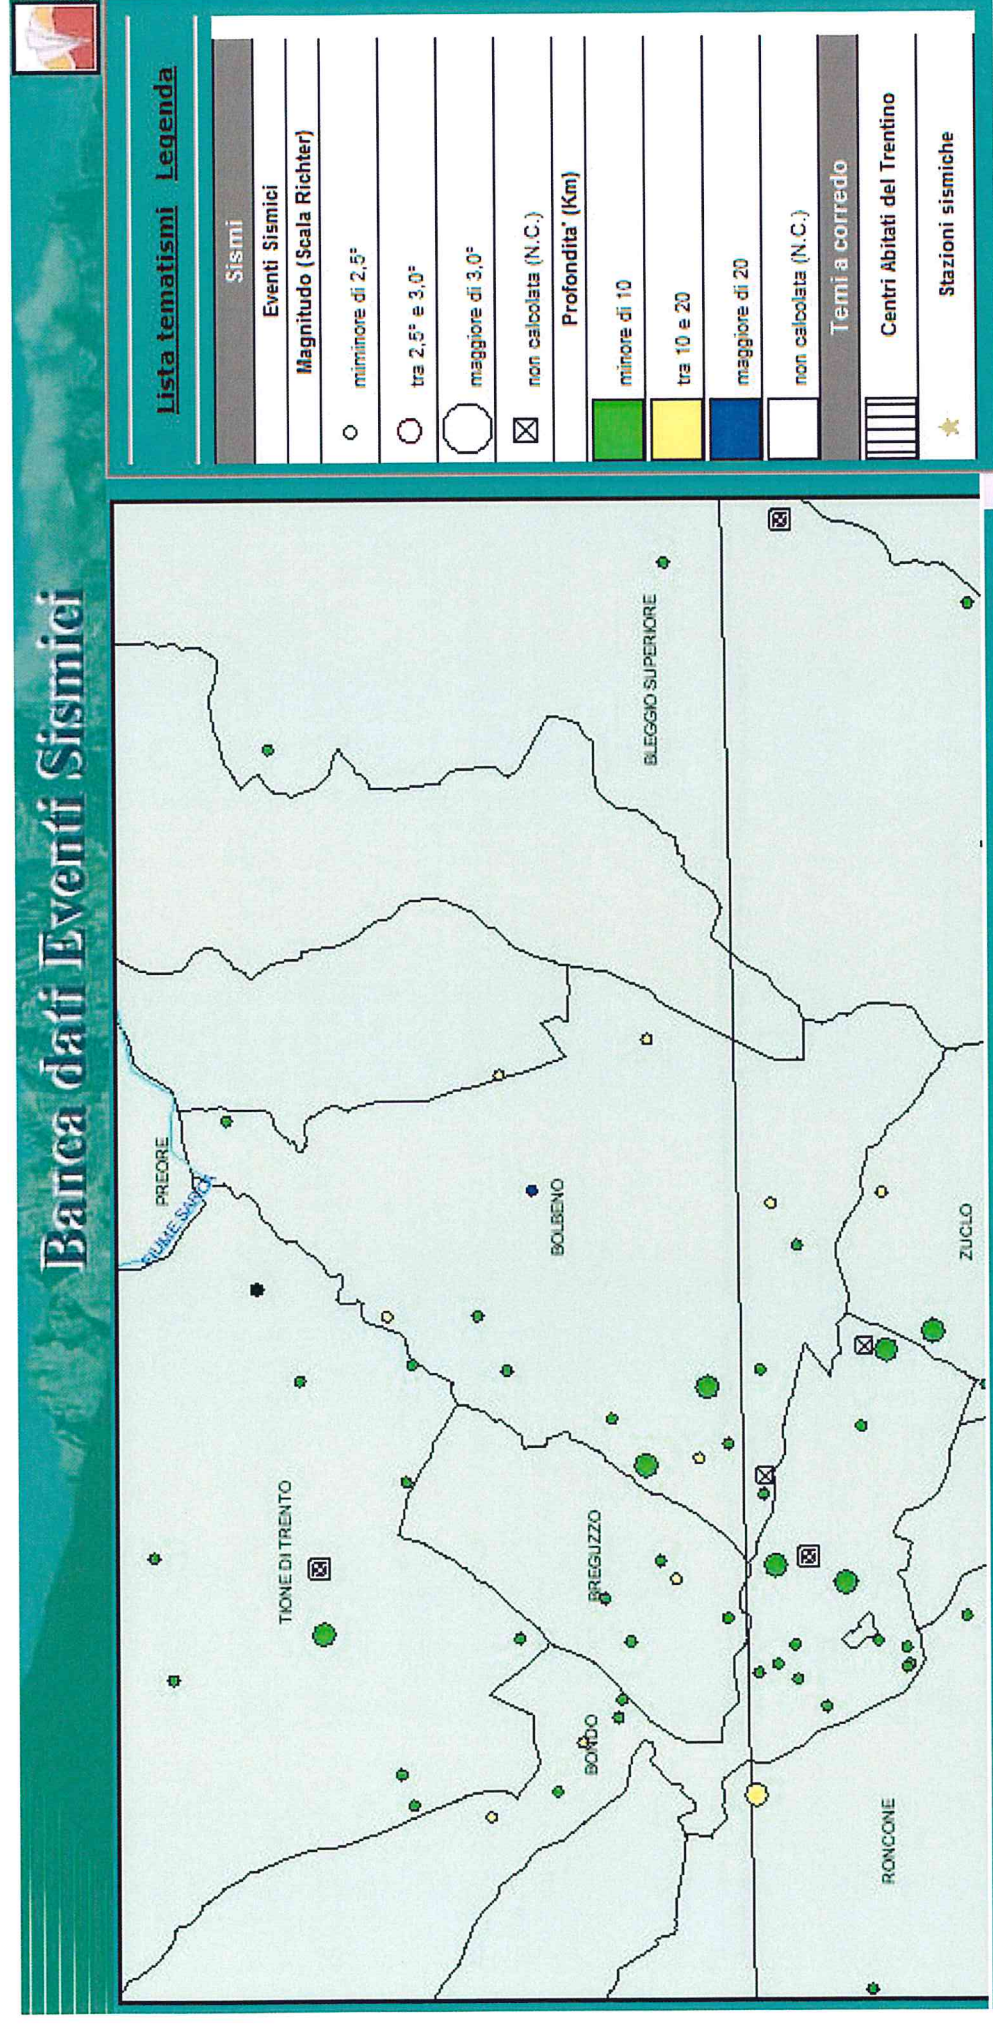 Banca dati Eventi Sismici
Lista tematismi Legenda
Sismi
Eventi Sismici
Magnitudo (Scala Richter)
miminore di 2,5°
tra 2,5° e 3,0°
maggiore di 3,0°
non calcolata (N.C.)
Profondita' (Km)
minore di 10
tra 10 e 20
maggiore di 20
non calcolata (N.C.)
Temi a corredo
Centri Abitati del Trentino
Stazioni sismiche
PREORE
FIUME SARCA
TIONE DI TRENTO
BOLBENO
BLEGGIO SUPERIORE
BREGUZZO
BONDO
RONCONE
ZUCLO